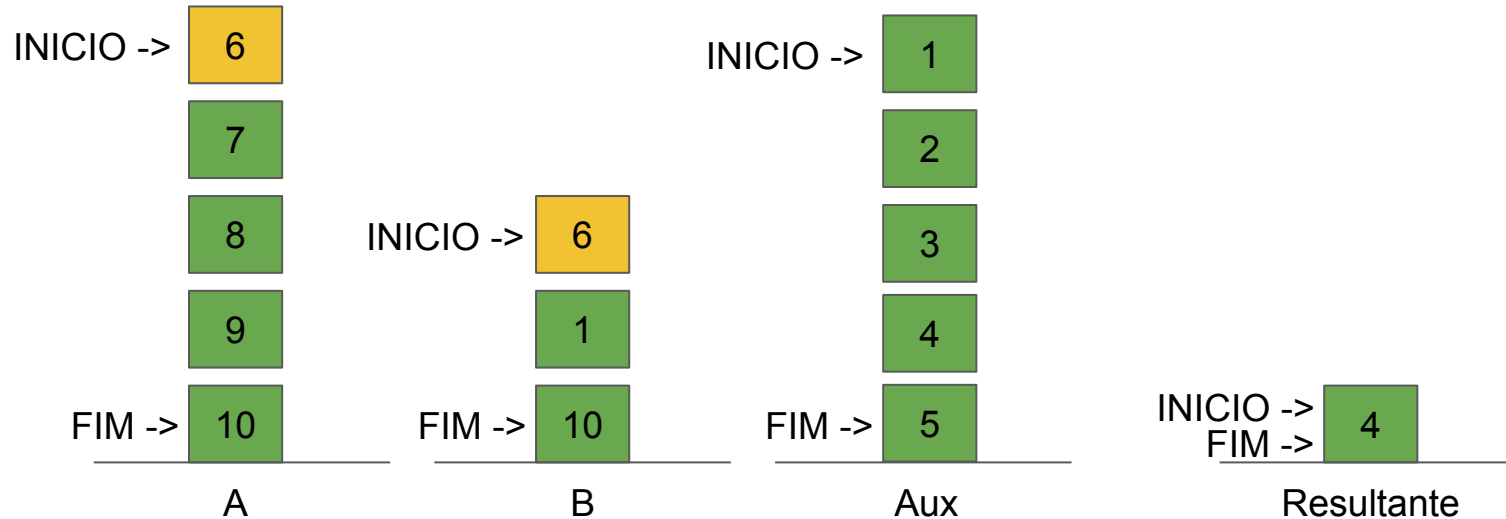 INICIO -> 6
7
8
9
FIM -> 10
A
INICIO -> 6
1
FIM -> 10
B
INICIO -> 1
2
3
4
FIM -> 5
Aux
INICIO ->
FIM ->
4
Resultante